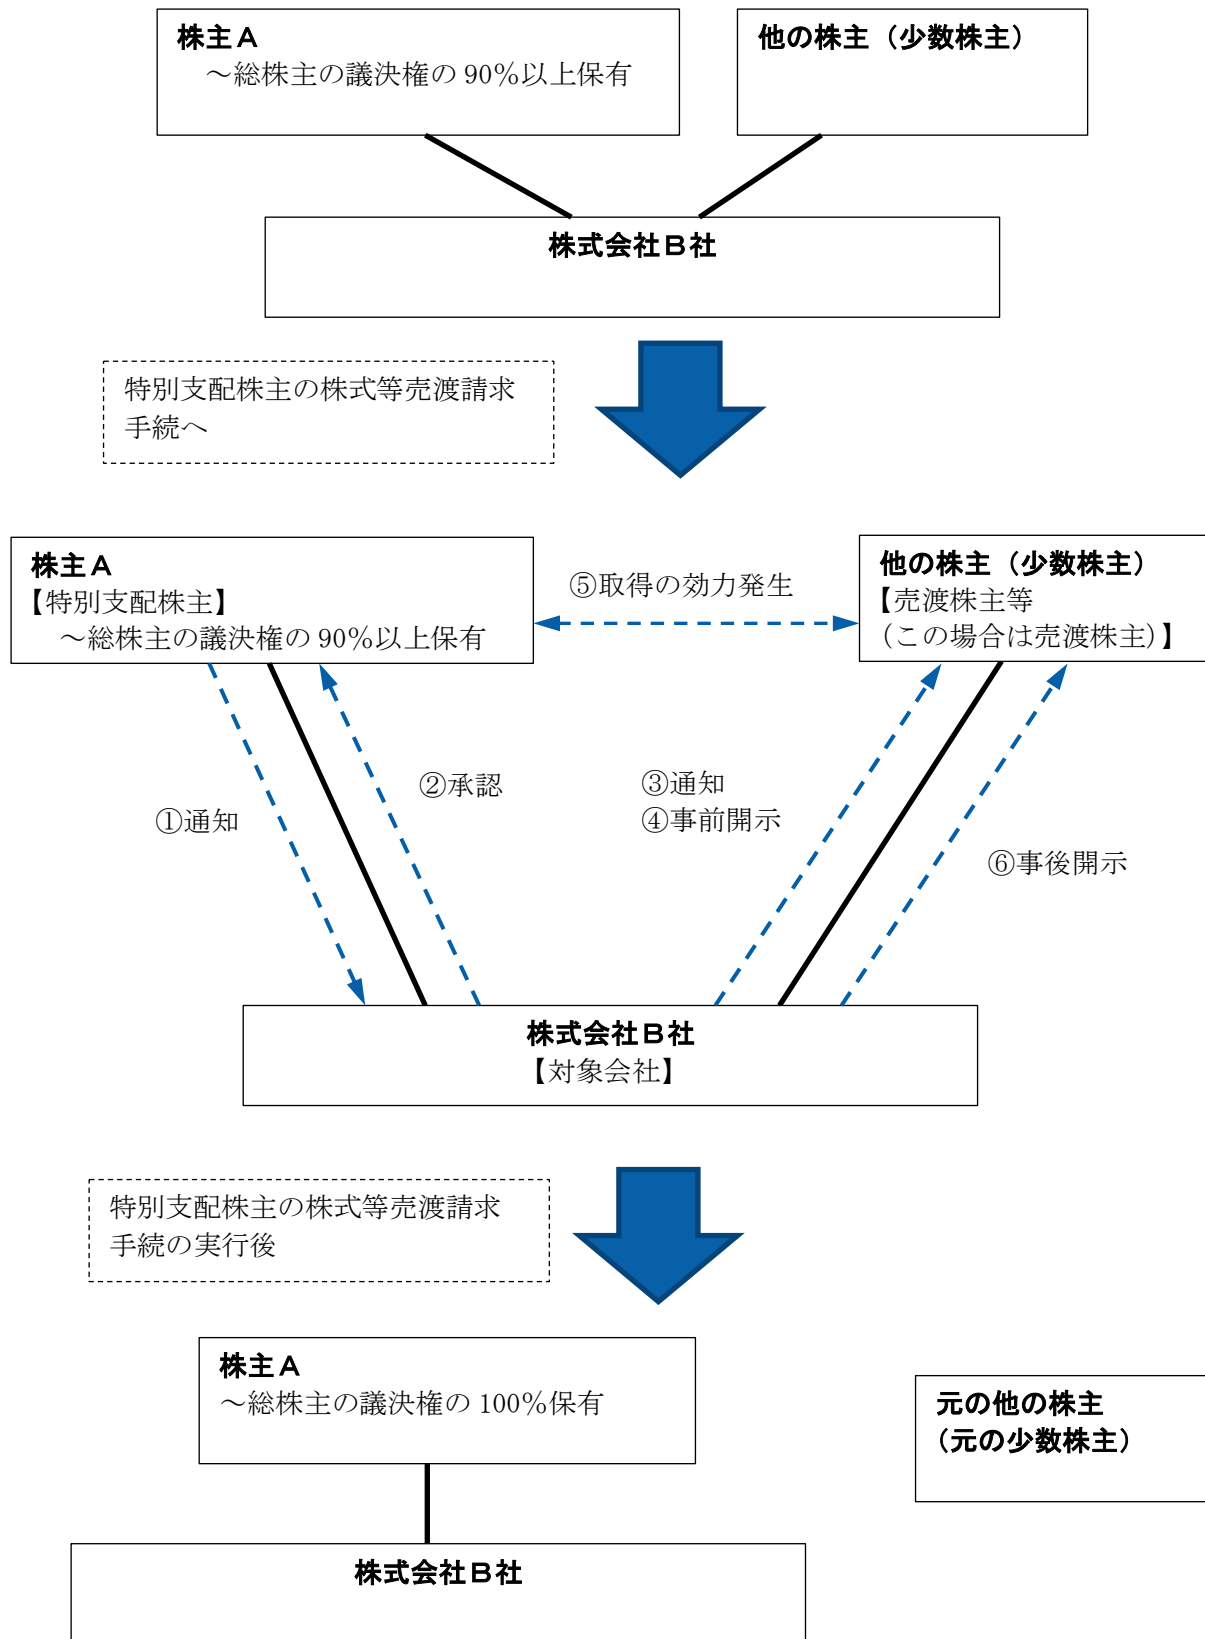 株主A
～総株主の議決権の 90％以上保有
他の株主（少数株主）
株式会社B社
特別支配株主の株式等売渡請求
手続へ
株主A
【特別支配株主】
～総株主の議決権の 90％以上保有
⑤取得の効力発生
他の株主（少数株主）
【売渡株主等
（この場合は売渡株主）】
①通知
②承認
③通知
④事前開示
⑥事後開示
株式会社B社
【対象会社】
特別支配株主の株式等売渡請求
手続の実行後
株主A
～総株主の議決権の 100％保有
元の他の株主
（元の少数株主）
株式会社B社